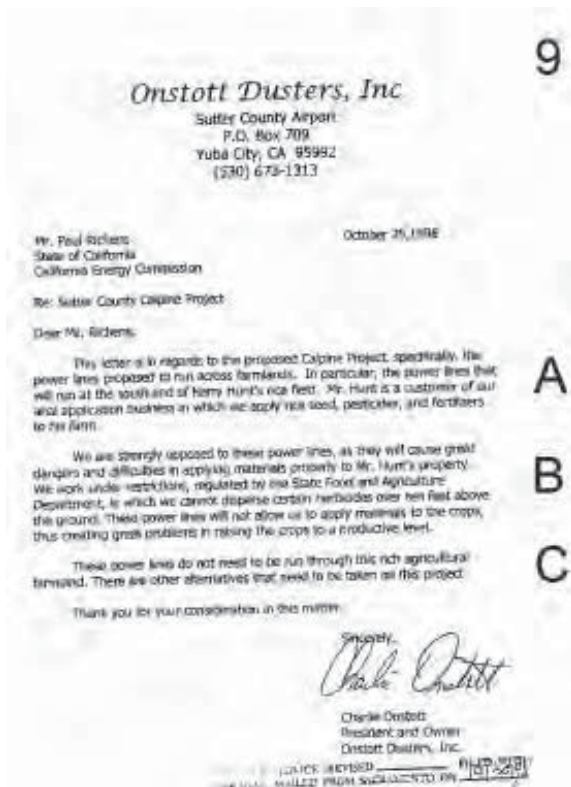 9
Onstott Dusters, Inc
Sutter County Airport
P.O. Box 709
Yuba City, CA 95992
(530) 673-1313
Mr. Paul Richens
October 25, 1998
State of California
California Energy Commission
Re: Sutter County Calpine Project
Dear Mr. Richens,
This letter is in regards to the proposed Calpine Project, specifically, the
power lines proposed to run across farmlands. In particular, the power lines that
will run at the south end of Harry Hunt's rice field. Mr. Hunt is a customer of our
arial application business in which we apply rice seed, pesticides, and fertilizers
to his farm.
A
We are strongly opposed to these power lines, as they will cause great
dangers and difficulties in applying materials properly to Mr. Hunt's property.
We work under restrictions, regulated by the State Food and Agriculture
Department, in which we cannot disperse certain herbicides over ten feet above
the ground. These power lines will not allow us to apply materials to the crops,
thus creating great problems in raising the crops to a productive level.
B
These power lines do not need to be run through this rich agricultural
farmland. There are other alternatives that need to be taken on this project
C
Thank you for your consideration in this matter.
Sincerely,
Charlie Onstott
Charlie Onstott
President and Owner
Onstott Dusters, Inc.
REVISED
MAILED FROM SACRAMENTO ON